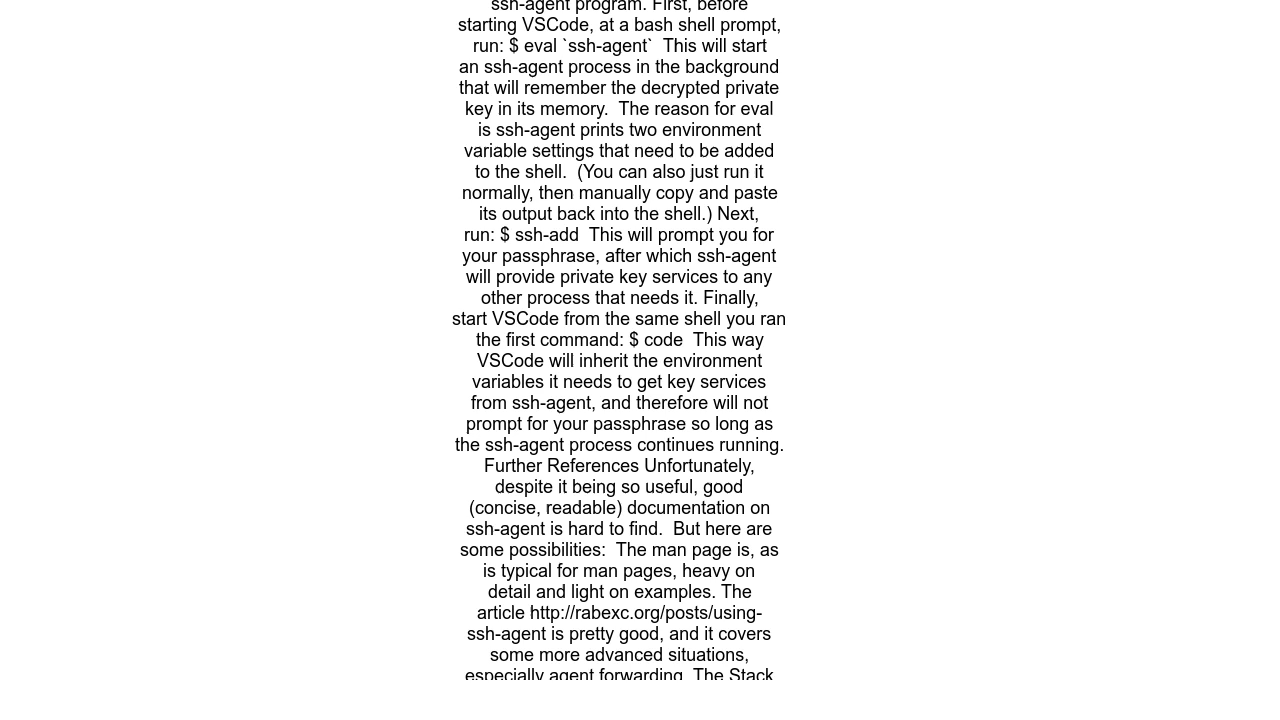 ssh-agent program. First, before
starting VSCode, at a bash shell prompt,
run: $ eval `ssh-agent`  This will start
an ssh-agent process in the background
that will remember the decrypted private
key in its memory.  The reason for eval
is ssh-agent prints two environment
variable settings that need to be added
to the shell.  (You can also just run it
normally, then manually copy and paste
its output back into the shell.) Next,
run: $ ssh-add  This will prompt you for
your passphrase, after which ssh-agent
will provide private key services to any
other process that needs it. Finally,
start VSCode from the same shell you ran
the first command: $ code  This way
VSCode will inherit the environment
variables it needs to get key services
from ssh-agent, and therefore will not
prompt for your passphrase so long as
the ssh-agent process continues running.
Further References Unfortunately,
despite it being so useful, good
(concise, readable) documentation on
ssh-agent is hard to find.  But here are
some possibilities:  The man page is, as
is typical for man pages, heavy on
detail and light on examples. The
article http://rabexc.org/posts/using-
ssh-agent is pretty good, and it covers
some more advanced situations,
especially agent forwarding. The Stack